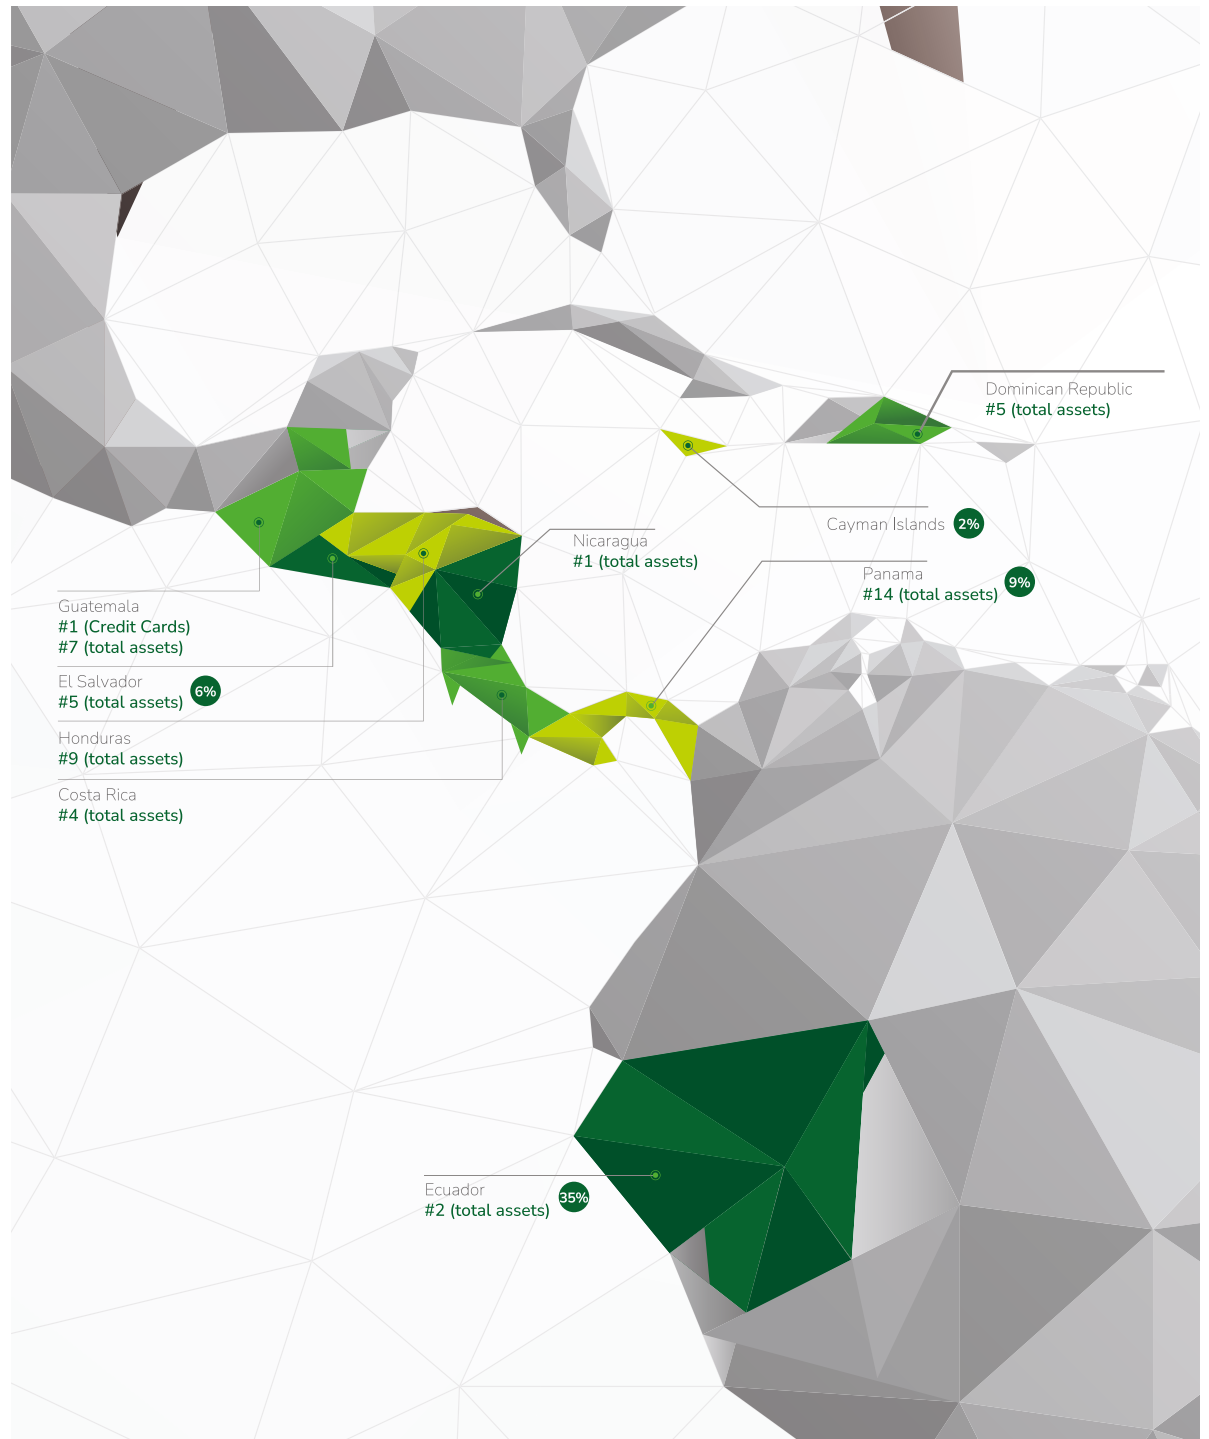 Dominican Republic
#5 (total assets)
Cayman Islands 2%
Nicaragua
#1 (total assets)
Panama
#14 (total assets) 9%
Guatemala
#1 (Credit Cards)
#7 (total assets)
El Salvador
#5 (total assets) 6%
Honduras
#9 (total assets)
Costa Rica
#4 (total assets)
Ecuador
#2 (total assets) 35%